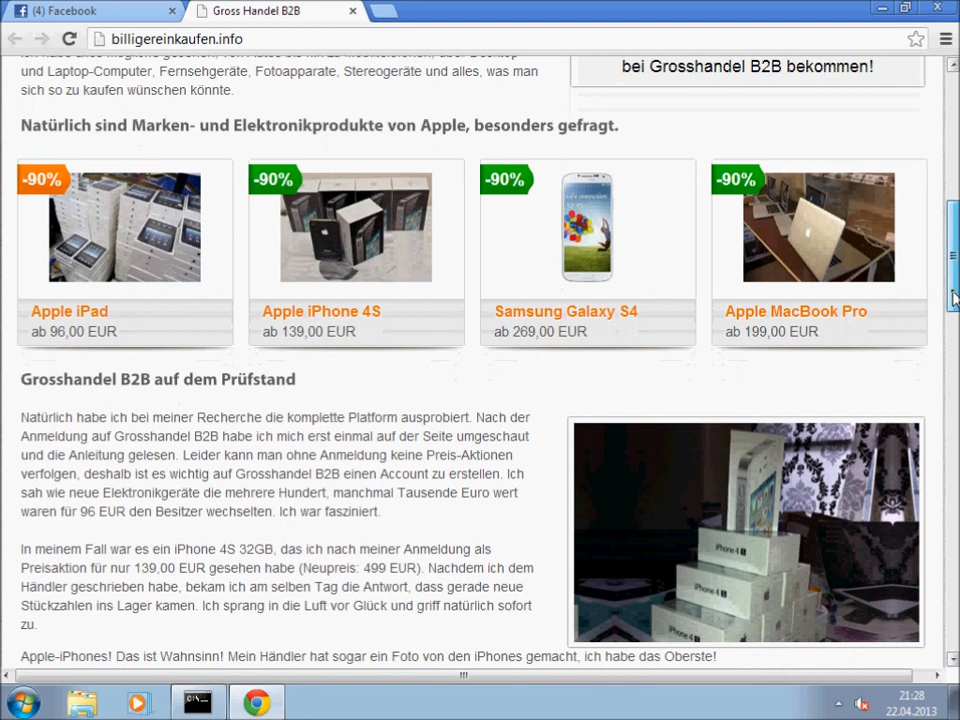 (4) Facebook
Gross Handel B2B
billigereinkaufen.info
und Laptop-Computer, Fernsehgeräte, Fotoapparate, Stereogeräte und alles, was man
sich so zu kaufen wünschen könnte.
bei Grosshandel B2B bekommen!
Natürlich sind Marken- und Elektronikprodukte von Apple, besonders gefragt.
-90%
-90%
-90%
-90%
Apple iPad
ab 96,00 EUR
Apple iPhone 4S
ab 139,00 EUR
Samsung Galaxy S4
ab 269,00 EUR
Apple MacBook Pro
ab 199,00 EUR
Grosshandel B2B auf dem Prüfstand
Natürlich habe ich bei meiner Recherche die komplette Platform ausprobiert. Nach der
Anmeldung auf Grosshandel B2B habe ich mich erst einmal auf der Seite umgeschaut
und die Anleitung gelesen. Leider kann man ohne Anmeldung keine Preis-Aktionen
verfolgen, deshalb ist es wichtig auf Grosshandel B2B einen Account zu erstellen. Ich
sah wie neue Elektronikgeräte die mehrere Hundert, manchmal Tausende Euro wert
waren für 96 EUR den Besitzer wechselten. Ich war fasziniert.
In meinem Fall war es ein iPhone 4S 32GB, das ich nach meiner Anmeldung als
Preisaktion für nur 139,00 EUR gesehen habe (Neupreis: 499 EUR). Nachdem ich dem
Händler geschrieben habe, bekam ich am selben Tag die Antwort, dass gerade neue
Stückzahlen ins Lager kamen. Ich sprang in die Luft vor Glück und griff natürlich sofort
zu.
iPhone 4S
iPhone 4S
iPhone 4S
Apple-iPhones! Das ist Wahnsinn! Mein Händler hat sogar ein Foto von den iPhones gemacht, ich habe das Oberste!
21:28
22.04.2013